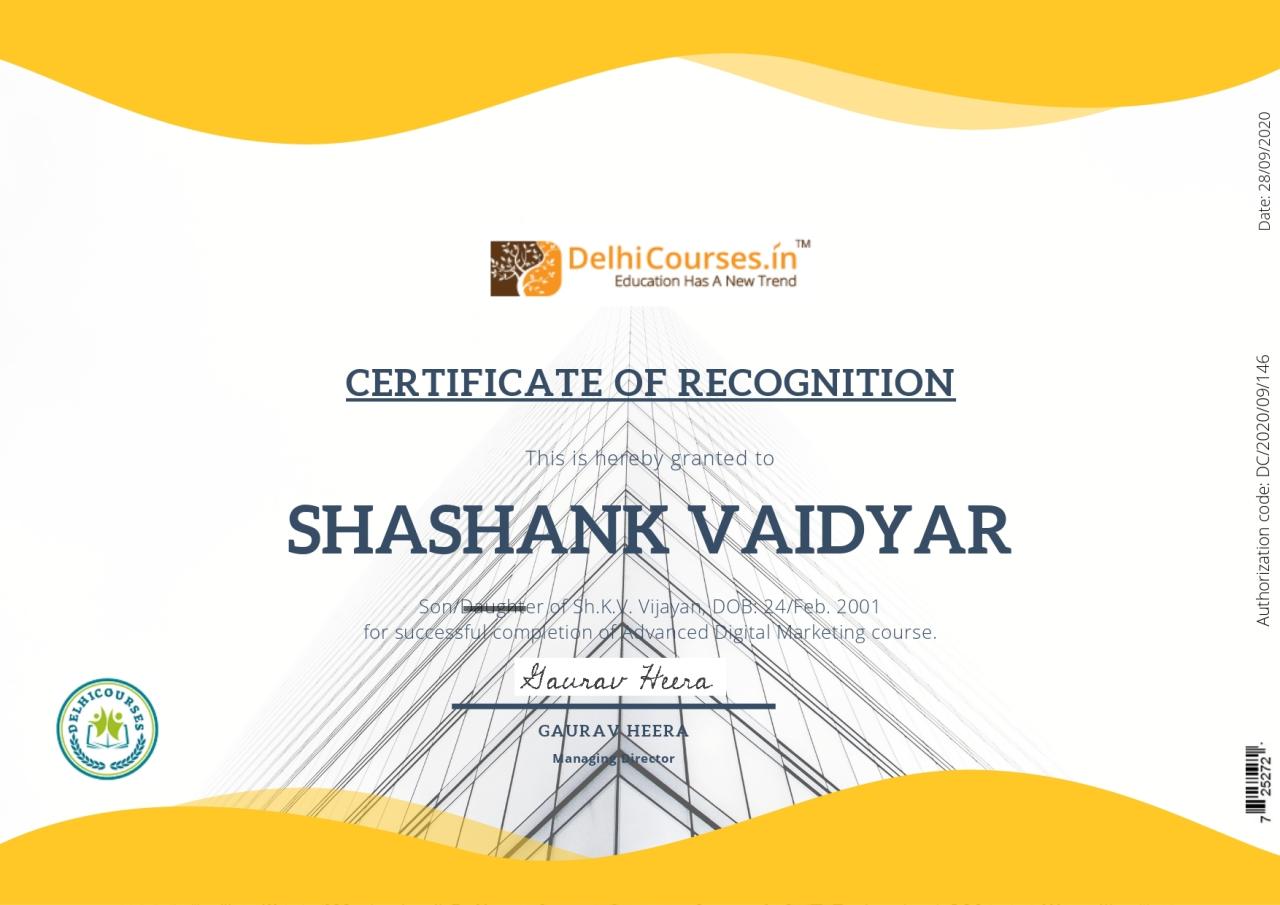 DelhiCourses.in™
Education Has A New Trend
CERTIFICATE OF RECOGNITION
This is hereby granted to
SHASHANK VAIDYAR
Son/Daughter of Sh.K.V. Vijayan, DOB: 24/Feb. 2001
for successful completion of Advanced Digital Marketing course.
Gaurav Heera
GAURAV HEERA
Managing Director
DELHICOURSES
Date: 28/09/2020
Authorization code: DC/2020/09/146
7 25272